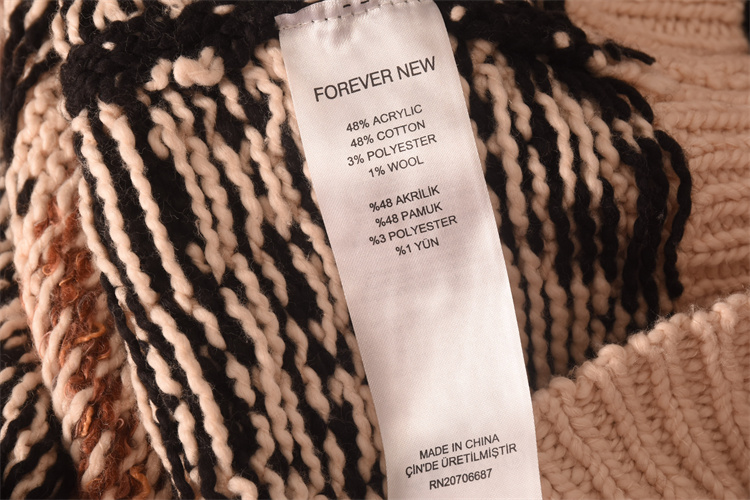 FOREVER NEW
48% ACRYLIC
48% COTTON
3% POLYESTER
1% WOOL
%48 AKRİLİK
%48 PAMUK
%3 POLYESTER
%1 YÜN
MADE IN CHINA
ÇİN'DE ÜRETİLMİŞTİR
RN20706687